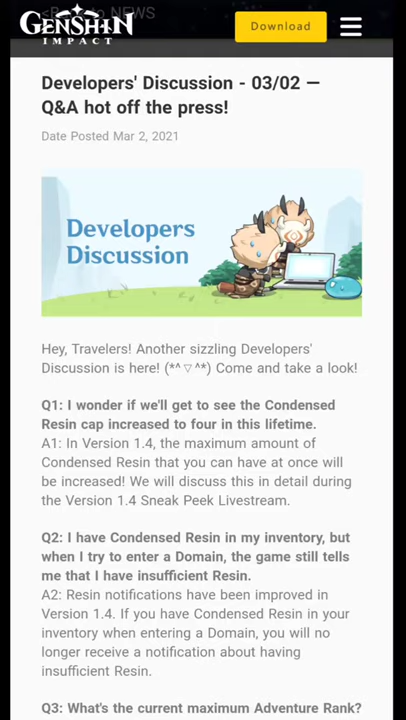 <Back to NEWS
GENSHIN
IMPACT
Download
Developers' Discussion - 03/02 —
Q&A hot off the press!
Date Posted Mar 2, 2021
Developers
Discussion
Hey, Travelers! Another sizzling Developers'
Discussion is here! (*^▽^*) Come and take a look!
Q1: I wonder if we'll get to see the Condensed
Resin cap increased to four in this lifetime.
A1: In Version 1.4, the maximum amount of
Condensed Resin that you can have at once will
be increased! We will discuss this in detail during
the Version 1.4 Sneak Peek Livestream.
Q2: I have Condensed Resin in my inventory, but
when I try to enter a Domain, the game still tells
me that I have insufficient Resin.
A2: Resin notifications have been improved in
Version 1.4. If you have Condensed Resin in your
inventory when entering a Domain, you will no
longer receive a notification about having
insufficient Resin.
Q3: What's the current maximum Adventure Rank?